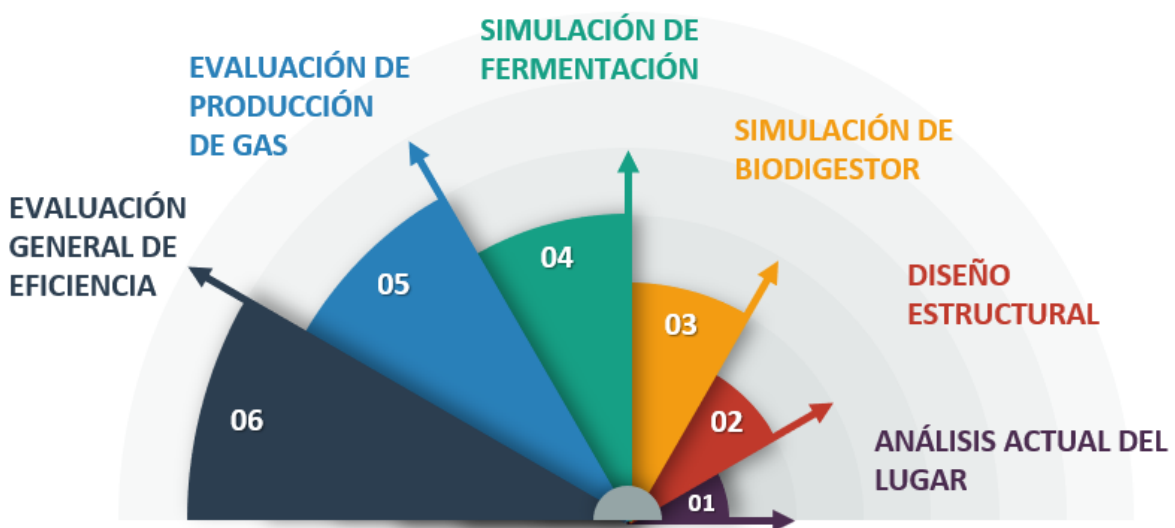 SIMULACIÓN DE
FERMENTACIÓN
EVALUACIÓN DE
PRODUCCIÓN
DE GAS
SIMULACIÓN DE
BIODIGESTOR
EVALUACIÓN
GENERAL DE
EFICIENCIA
DISEÑO
ESTRUCTURAL
ANÁLISIS ACTUAL DEL
LUGAR
06
05
04
03
02
01